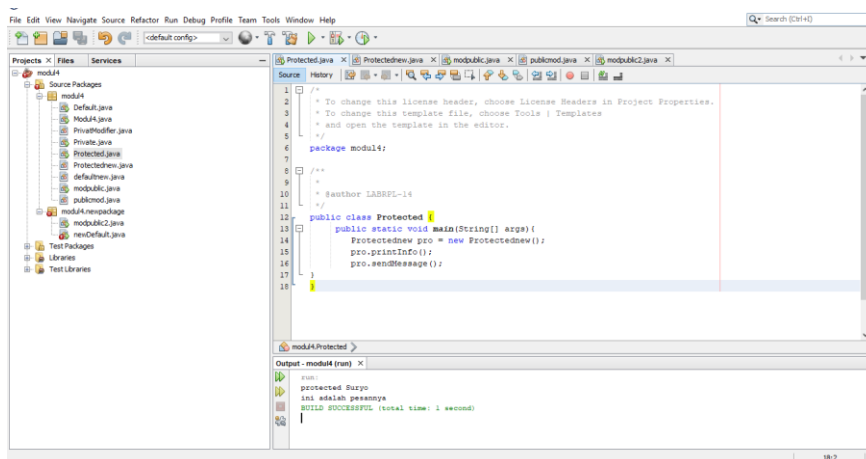 File Edit View Navigate Source Refactor Run Debug Profile Team Tools Window Help
Search (Ctrl+I)
<default config>
Projects × Files Services
modul4
Source Packages
modul4
Default.java
Modul4.java
PrivatModifier.java
Private.java
Protected.java
Protectednew.java
defaultnew.java
modpublic.java
publicmod.java
modul4.newpackage
modpublic2.java
newDefault.java
Test Packages
Libraries
Test Libraries
Protected.java × Protectednew.java × modpublic.java × publicmod.java × modpublic2.java ×
Source History
1 /*
2 * To change this license header, choose License Headers in Project Properties.
3 * To change this template file, choose Tools | Templates
4 * and open the template in the editor.
5 */
6 package modul4;
7
8 /**
9 *
10 * @author LABRPL-14
11 */
12 public class Protected {
13 public static void main(String[] args){
14 Protectednew pro = new Protectednew();
15 pro.printInfo();
16 pro.sendMessage();
17 }
18 }
modul4.Protected
Output - modul4 (run) ×
run:
protected Suryo
ini adalah pesannya
BUILD SUCCESSFUL (total time: 1 second)
18:2